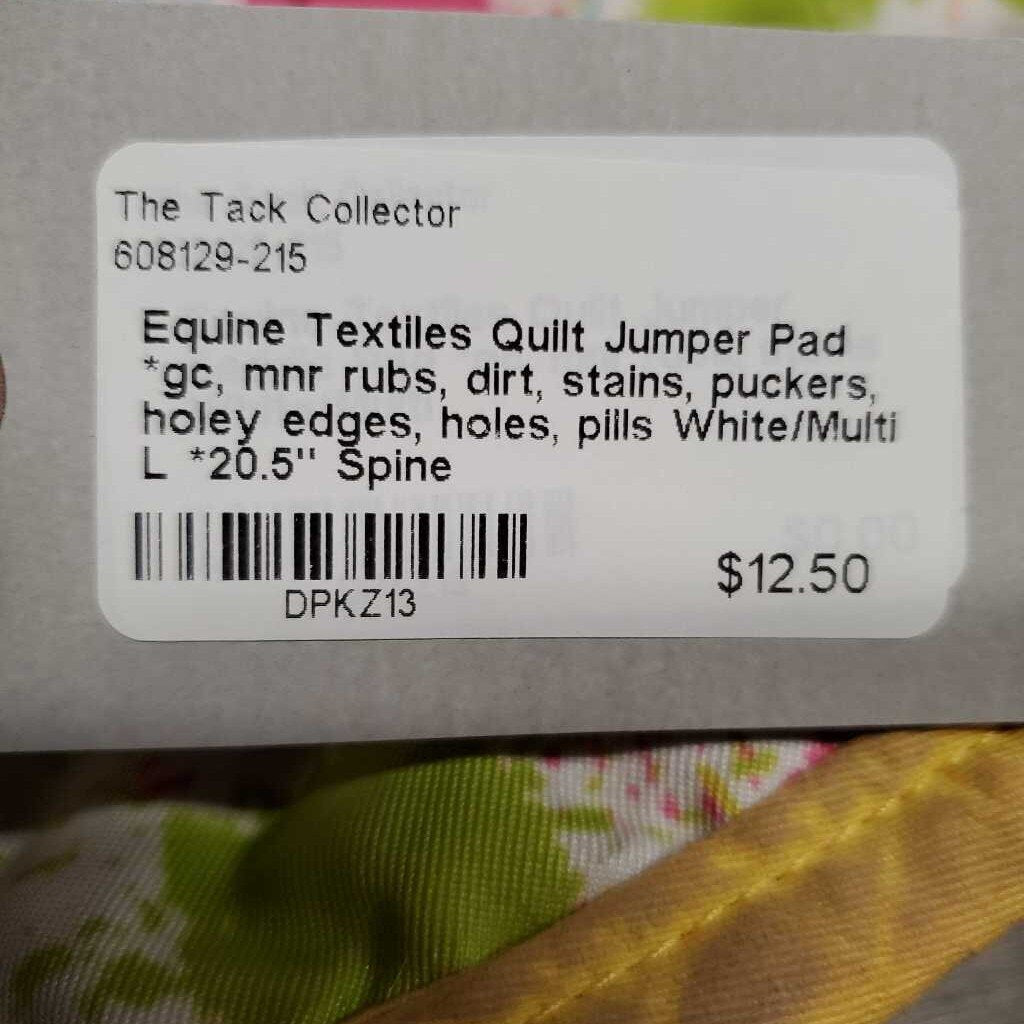 The Tack Collector
608129-215
Equine Textiles Quilt Jumper Pad
*gc, mnr rubs, dirt, stains, puckers,
holey edges, holes, pills White/Multi
L *20.5" Spine
DPKZ13
$12.50